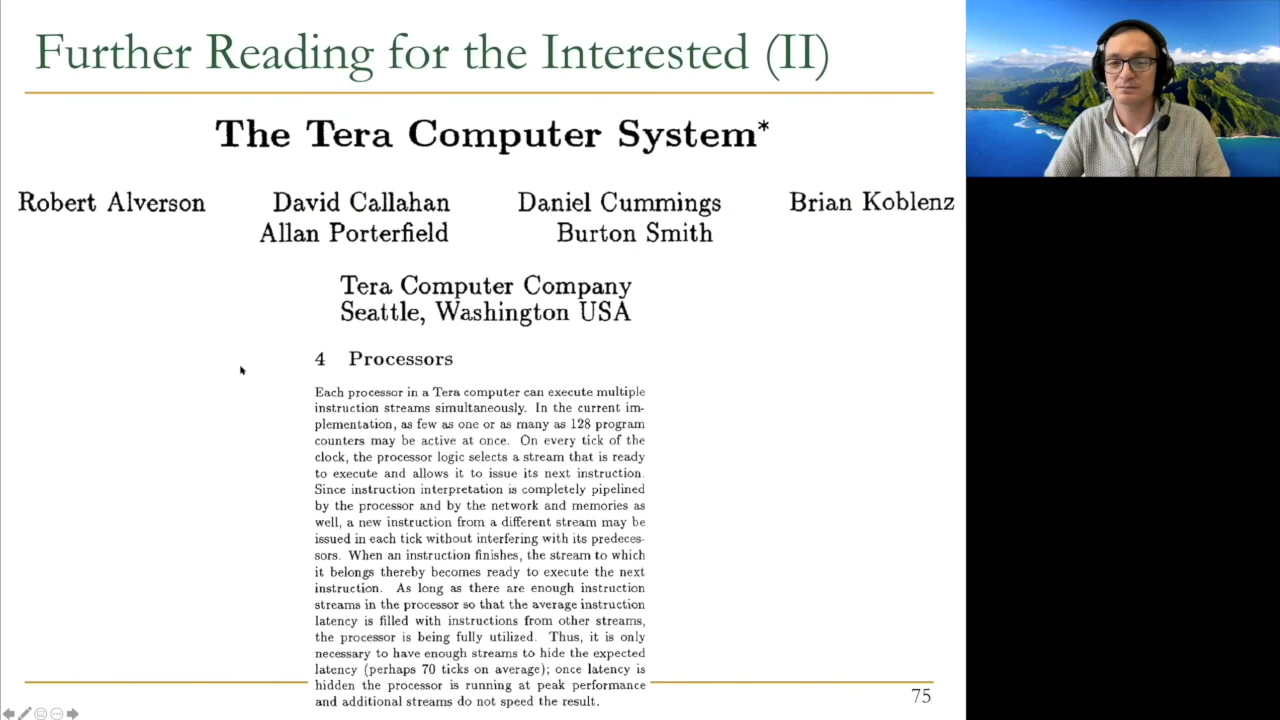 Further Reading for the Interested (II)
The Tera Computer System*
Robert Alverson David Callahan Daniel Cummings Brian Koblenz
Allan Porterfield Burton Smith
Tera Computer Company
Seattle, Washington USA
4 Processors
Each processor in a Tera computer can execute multiple
instruction streams simultaneously. In the current im-
plementation, as few as one or as many as 128 program
counters may be active at once. On every tick of the
clock, the processor logic selects a stream that is ready
to execute and allows it to issue its next instruction.
Since instruction interpretation is completely pipelined
by the processor and by the network and memories as
well, a new instruction from a different stream may be
issued in each tick without interfering with its predeces-
sors. When an instruction finishes, the stream to which
it belongs thereby becomes ready to execute the next
instruction. As long as there are enough instruction
streams in the processor so that the average instruction
latency is filled with instructions from other streams,
the processor is being fully utilized. Thus, it is only
necessary to have enough streams to hide the expected
latency (perhaps 70 ticks on average); once latency is
hidden the processor is running at peak performance
and additional streams do not speed the result.
75